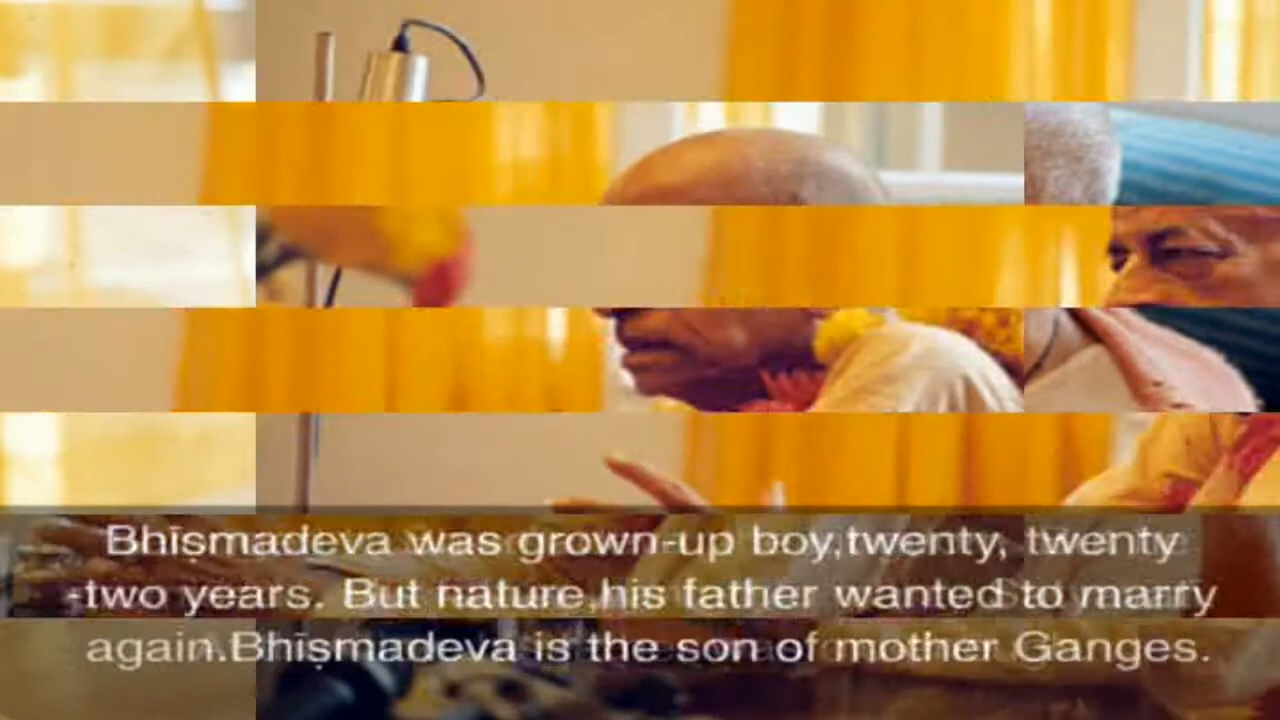 Bhīṣmadeva was grown-up boy,twenty, twenty
-two years. But nature,his father wanted to marry
again.Bhīṣmadeva is the son of mother Ganges.